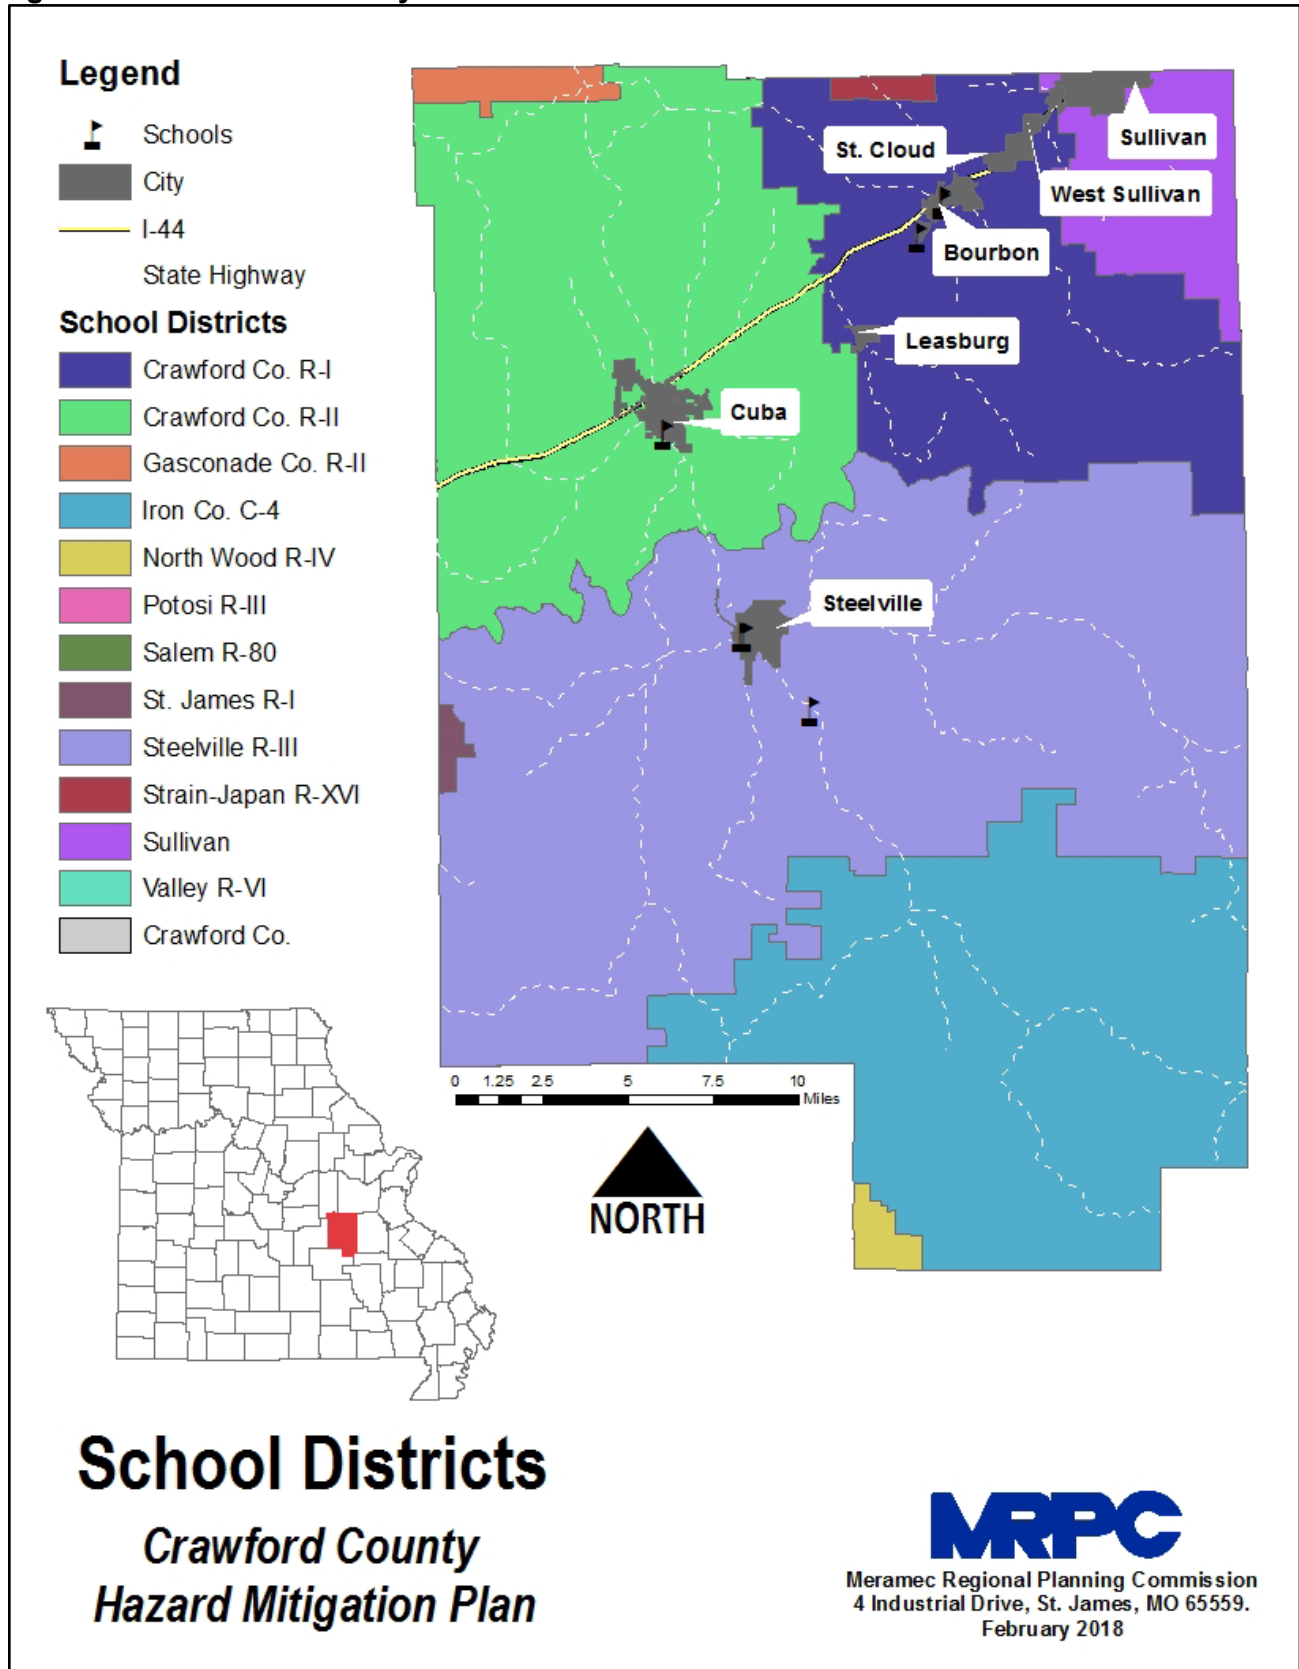 Legend
Schools
City
I-44
State Highway
School Districts
Crawford Co. R-I
Crawford Co. R-II
Gasconade Co. R-II
Iron Co. C-4
North Wood R-IV
Potosi R-III
Salem R-80
St. James R-I
Steelville R-III
Strain-Japan R-XVI
Sullivan
Valley R-VI
Crawford Co.
Sullivan
St. Cloud
West Sullivan
Bourbon
Leasburg
Cuba
Steelville
0 1.25 2.5 5 7.5 10
Miles
NORTH
School Districts
Crawford County
Hazard Mitigation Plan
MRPC
Meramec Regional Planning Commission
4 Industrial Drive, St. James, MO 65559.
February 2018